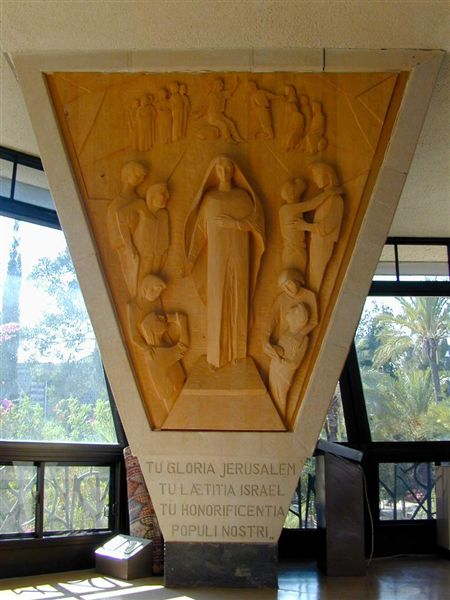 TU GLORIA JERUSALEM
TU LÆTITIA ISRAEL
TU HONORIFICENTIA
POPULI NOSTRI